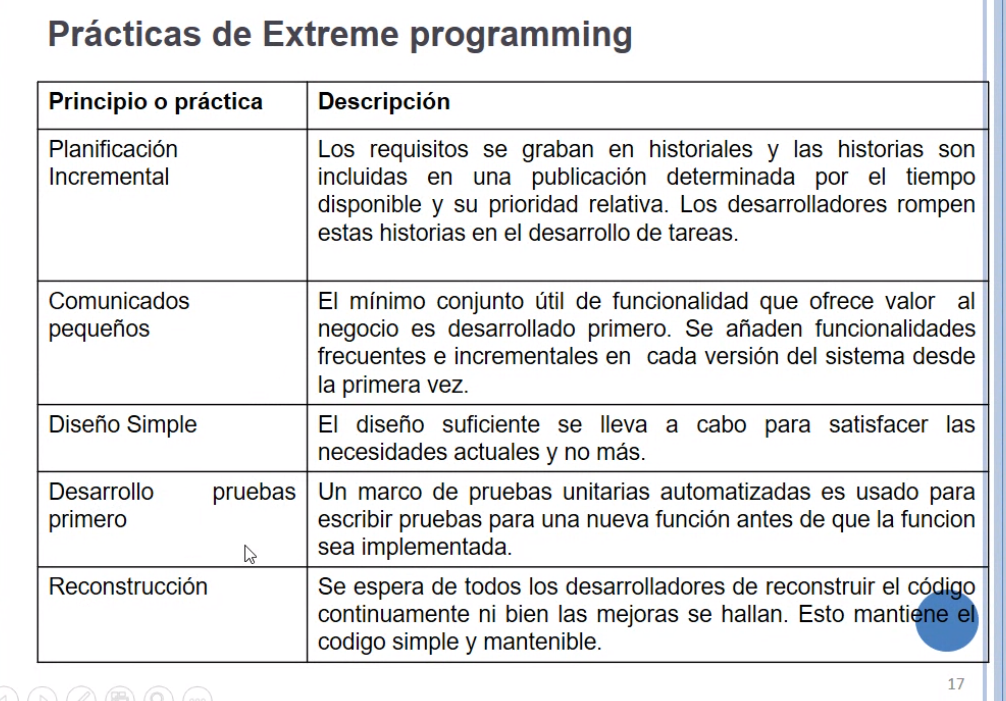 Prácticas de Extreme programming
Principio o práctica
Descripción
Planificación
Incremental
Los requisitos se graban en historiales y las historias son
incluidas en una publicación determinada por el tiempo
disponible y su prioridad relativa. Los desarrolladores rompen
estas historias en el desarrollo de tareas.
Comunicados
pequeños
El mínimo conjunto útil de funcionalidad que ofrece valor al
negocio es desarrollado primero. Se añaden funcionalidades
frecuentes e incrementales en cada versión del sistema desde
la primera vez.
Diseño Simple
El diseño suficiente se lleva a cabo para satisfacer las
necesidades actuales y no más.
Desarrollo pruebas
primero
Un marco de pruebas unitarias automatizadas es usado para
escribir pruebas para una nueva función antes de que la funcion
sea implementada.
Reconstrucción
Se espera de todos los desarrolladores de reconstruir el código
continuamente ni bien las mejoras se hallan. Esto mantiene el
codigo simple y mantenible.
17